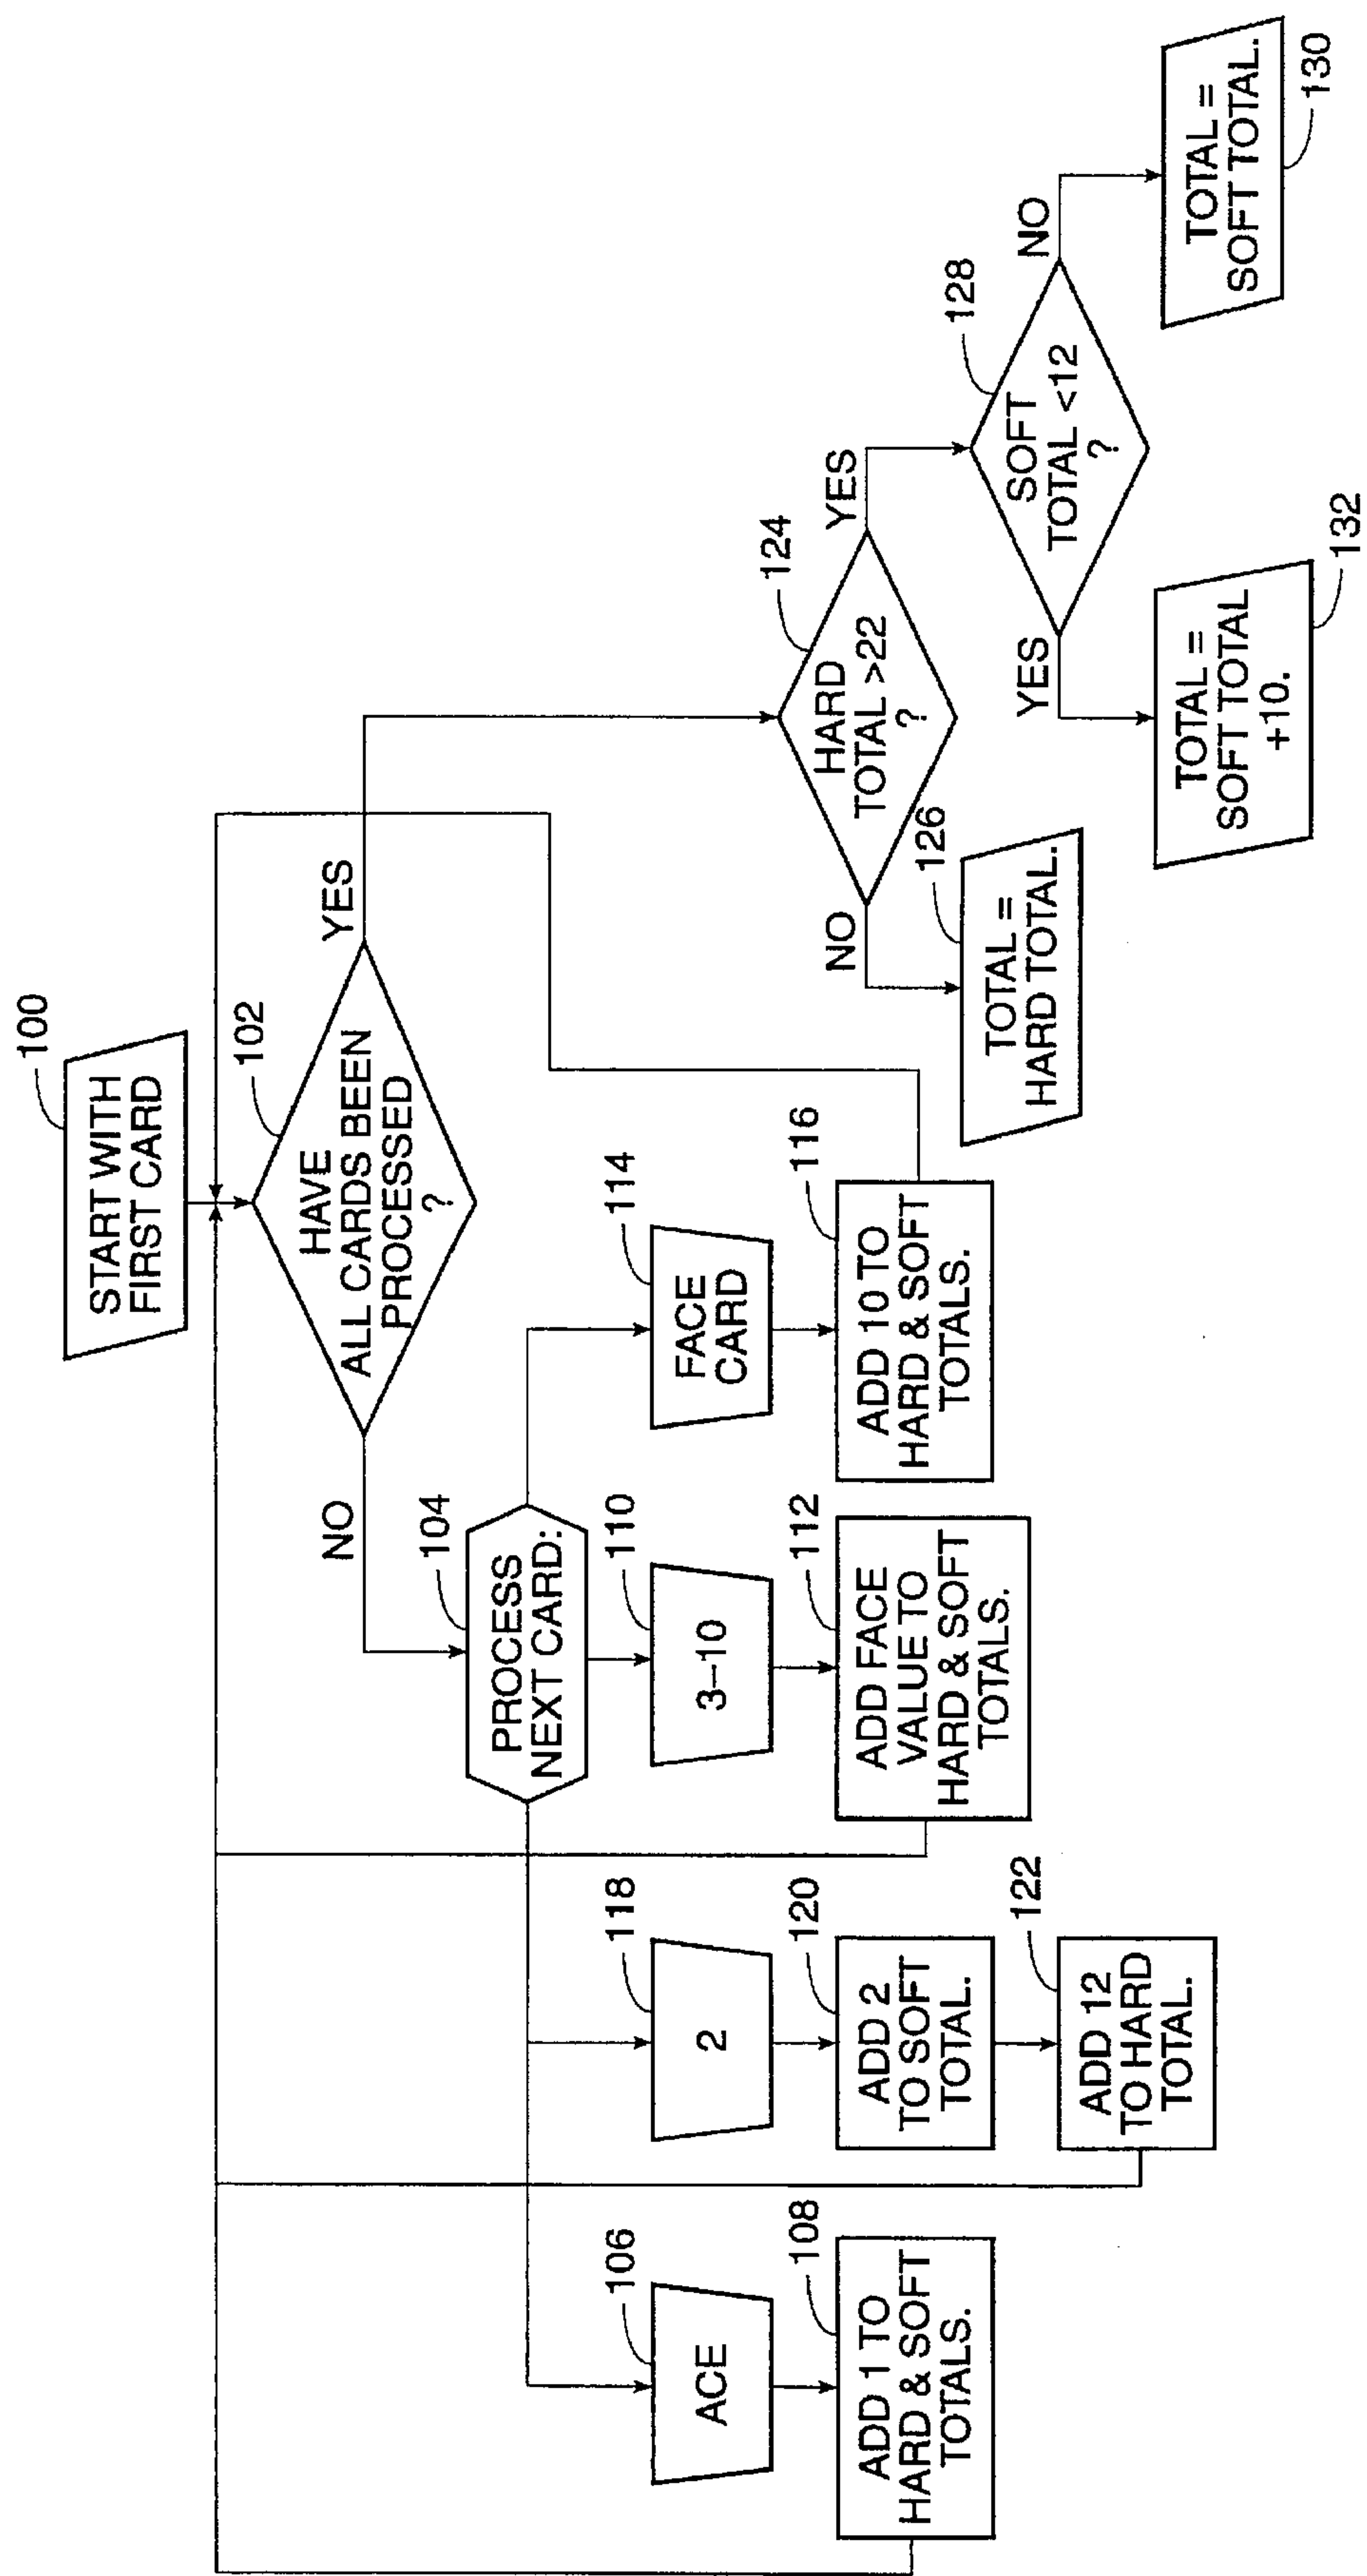 100
START WITH
FIRST CARD
102
HAVE
ALL CARDS BEEN
PROCESSED
?
NO
YES
104
PROCESS
NEXT CARD:
106
ACE
108
ADD 1 TO
HARD & SOFT
TOTALS.
118
2
120
ADD 2
TO SOFT
TOTAL.
122
ADD 12
TO HARD
TOTAL.
110
3–10
112
ADD FACE
VALUE TO
HARD & SOFT
TOTALS.
114
FACE
CARD
116
ADD 10 TO
HARD & SOFT
TOTALS.
124
HARD
TOTAL >22
?
NO
YES
126
TOTAL =
HARD TOTAL.
128
SOFT
TOTAL <12
?
YES
NO
132
TOTAL =
SOFT TOTAL
+10.
TOTAL =
SOFT TOTAL.
130